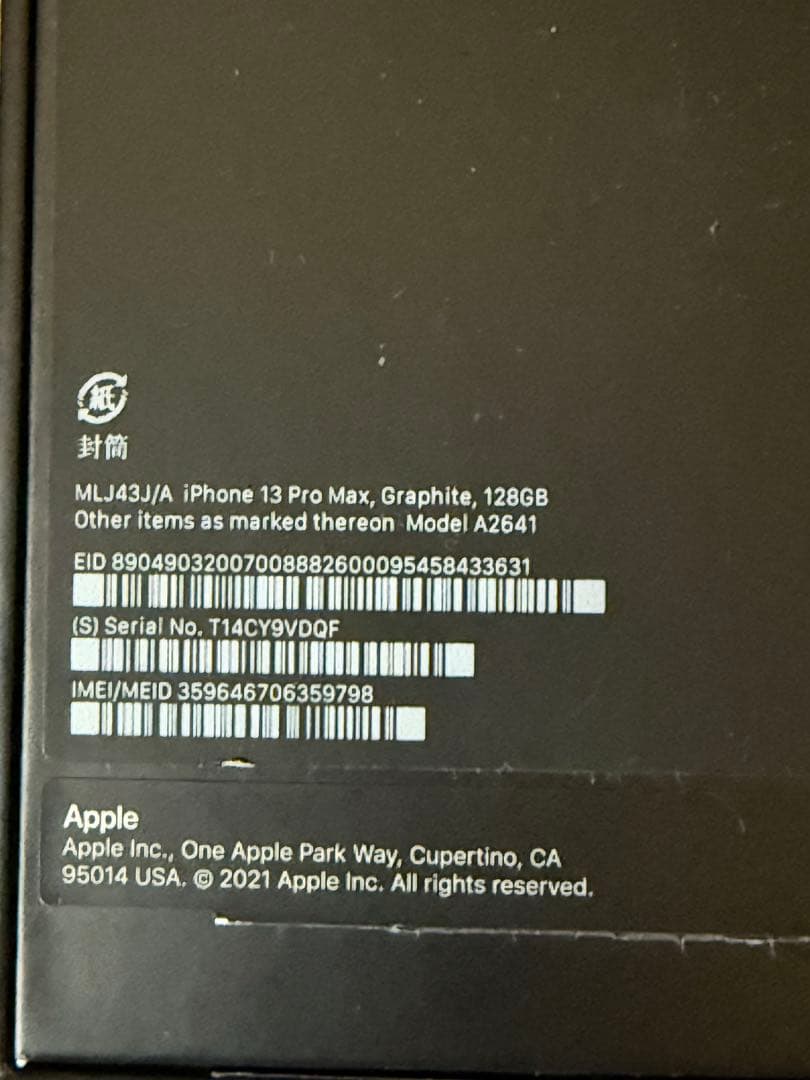 紙
封筒
MLJ43J/A iPhone 13 Pro Max, Graphite, 128GB
Other items as marked thereon Model A2641
EID 89049032007008882600095458433631
(S) Serial No. T14CY9VDQF
IMEI/MEID 359646706359798
Apple
Apple Inc., One Apple Park Way, Cupertino, CA
95014 USA. © 2021 Apple Inc. All rights reserved.